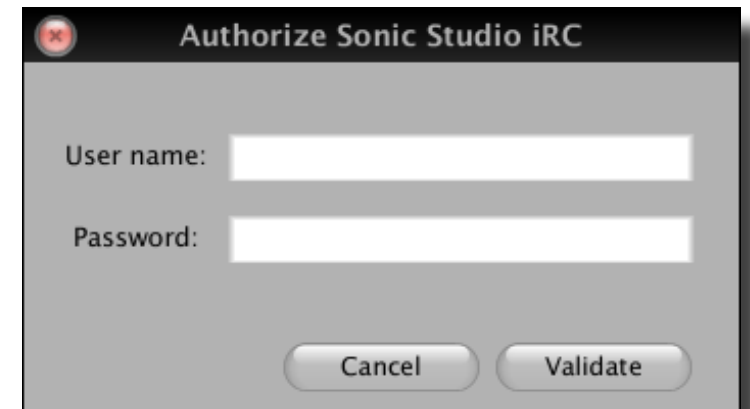 Authorize Sonic Studio iRC
User name:
Password:
Cancel Validate